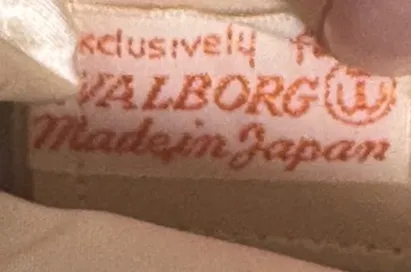 xclusively f
WALBORG W
Made in Japan